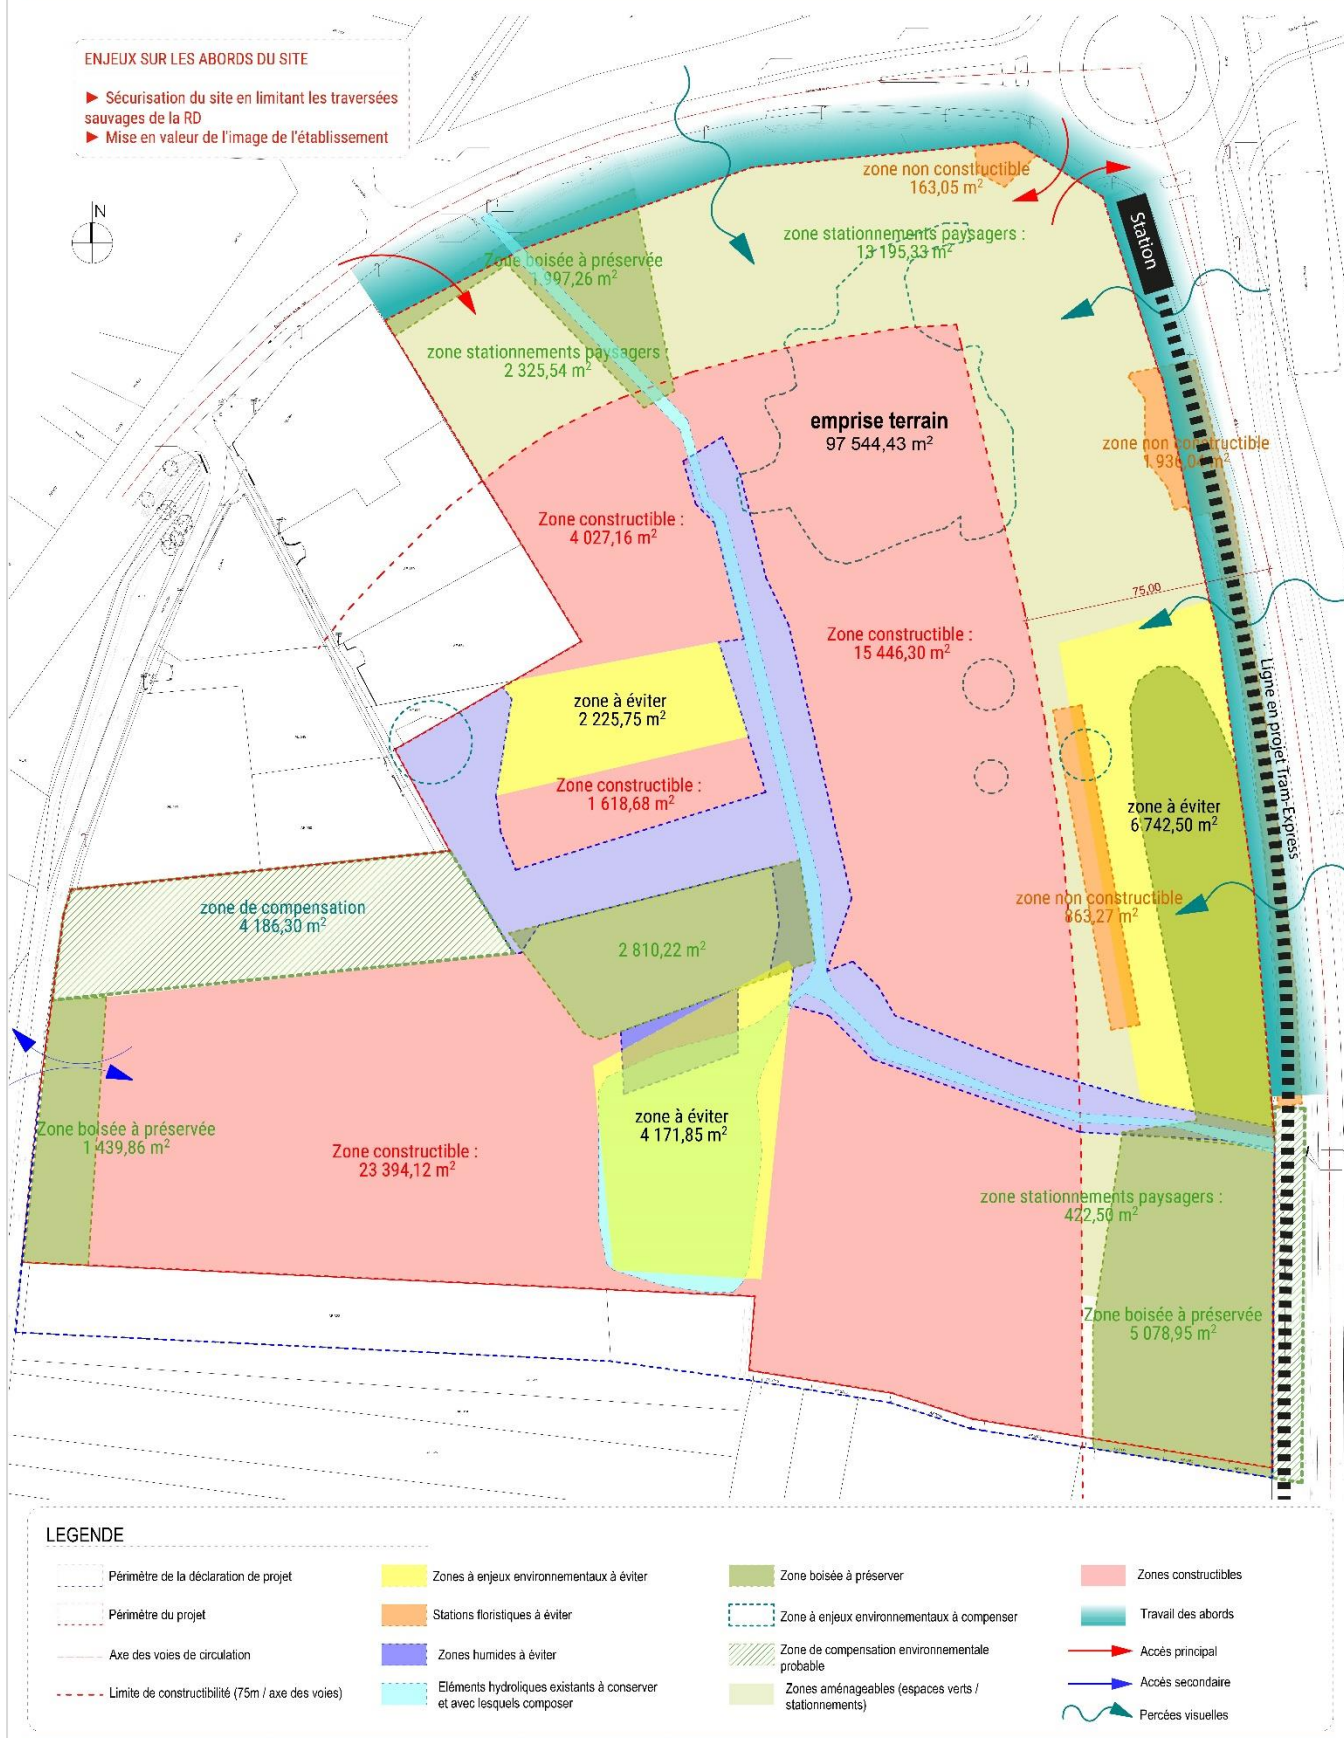 ENJEUX SUR LES ABORDS DU SITE
► Sécurisation du site en limitant les traversées
sauvages de la RD
► Mise en valeur de l'image de l'établissement
N
zone non constructible
163,05 m²
Station
zone stationnements paysagers :
13 195,33 m²
Zone boisée à préservée
1 997,26 m²
zone stationnements paysagers
2 325,54 m²
emprise terrain
97 544,43 m²
zone non constructible
1 936,04 m²
Zone constructible :
4 027,16 m²
75,00
Zone constructible :
15 446,30 m²
zone à éviter
2 225,75 m²
Ligne en projet Tram-Express
Zone constructible :
1 618,68 m²
zone à éviter
6 742,50 m²
zone de compensation
4 186,30 m²
zone non constructible
863,27 m²
2 810,22 m²
zone à éviter
4 171,85 m²
Zone boisée à préservée
1 439,86 m²
Zone constructible :
23 394,12 m²
zone stationnements paysagers :
422,50 m²
Zone boisée à préservée
5 078,95 m²
LEGENDE
Périmètre de la déclaration de projet
Périmètre du projet
Axe des voies de circulation
Limite de constructibilité (75m / axe des voies)
Zones à enjeux environnementaux à éviter
Stations floristiques à éviter
Zones humides à éviter
Eléments hydroliques existants à conserver
et avec lesquels composer
Zone boisée à préserver
Zone à enjeux environnementaux à compenser
Zone de compensation environnementale
probable
Zones aménageables (espaces verts /
stationnements)
Zones constructibles
Travail des abords
Accès principal
Accès secondaire
Percées visuelles